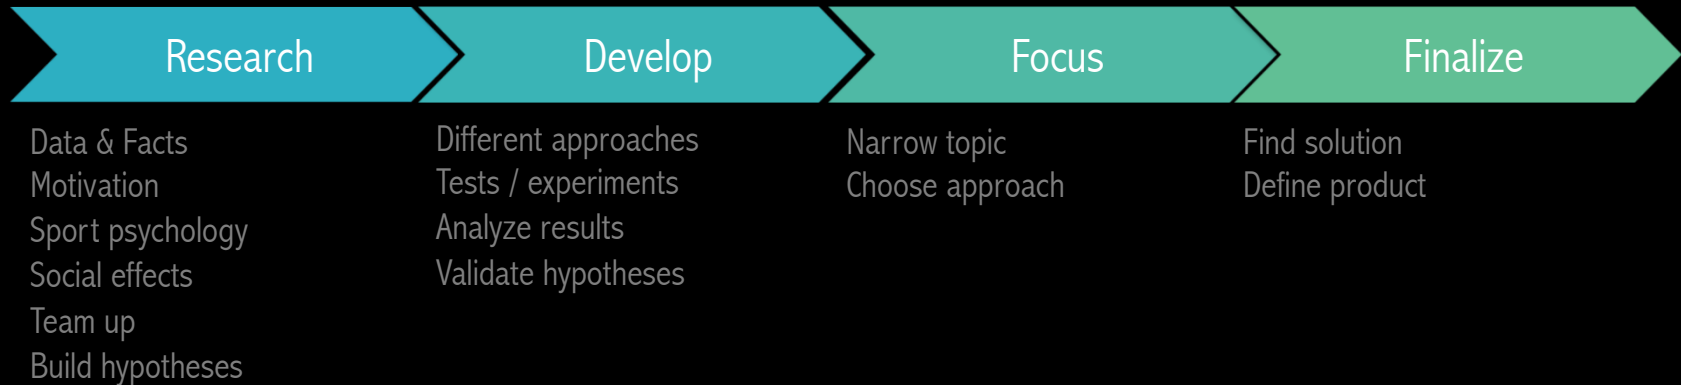 Research
Data & Facts
Motivation
Sport psychology
Social effects
Team up
Build hypotheses
Develop
Different approaches
Tests / experiments
Analyze results
Validate hypotheses
Focus
Narrow topic
Choose approach
Finalize
Find solution
Define product